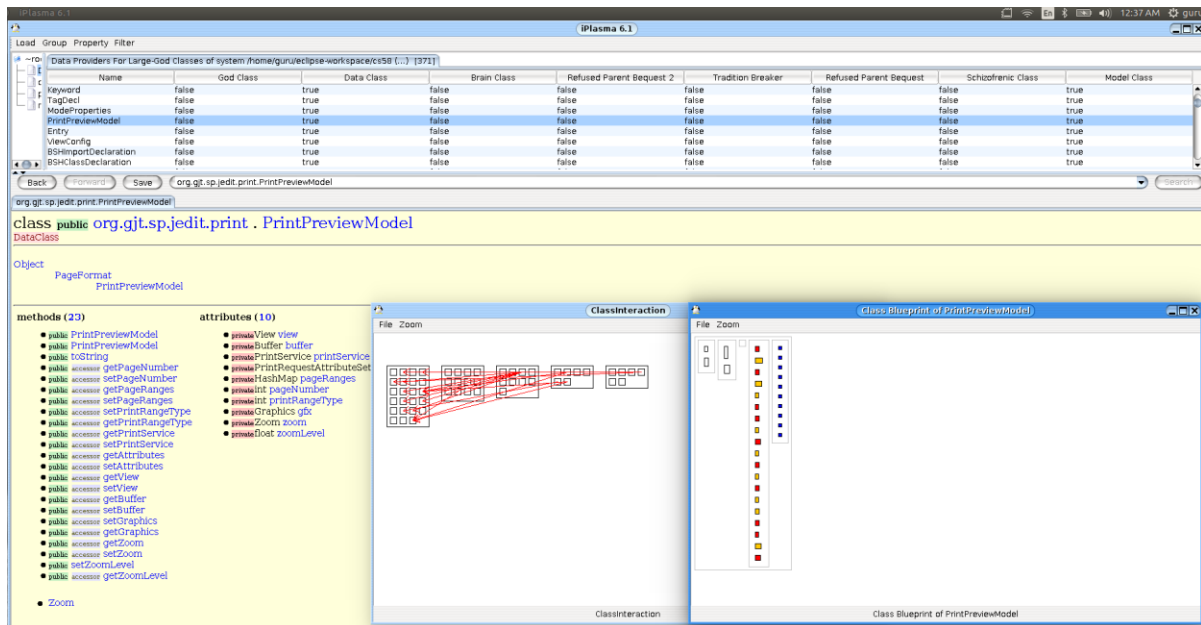 iPlasma 6.1
En 12:37 AM guru
iPlasma 6.1
Load Group Property Filter
Data Providers For Large-God Classes of system /home/guru/eclipse-workspace/cs58 (...) [371]
Name God Class Data Class Brain Class Refused Parent Bequest 2 Tradition Breaker Refused Parent Bequest Schizofrenic Class Model Class
Keyword false true false false false false false true
TagDecl false true false false false false false true
ModeProperties false true false false false false false true
PrintPreviewModel false true false false false false false true
Entry false true false false false false false true
ViewConfig false true false false false false false true
BSHImportDeclaration false true false false false false false true
BSHClassDeclaration false true false false false false false true
Back Forward Save org.gjt.sp.jedit.print.PrintPreviewModel Search
org.gjt.sp.jedit.print.PrintPreviewModel
class public org.gjt.sp.jedit.print . PrintPreviewModel
DataClass
Object
PageFormat
PrintPreviewModel
methods (23)
public PrintPreviewModel
public PrintPreviewModel
public toString
public accessor getPageNumber
public accessor setPageNumber
public accessor getPageRanges
public accessor setPageRanges
public accessor setPrintRangeType
public accessor getPrintRangeType
public accessor getPrintService
public accessor setPrintService
public accessor getAttributes
public accessor setAttributes
public accessor getView
public accessor setView
public accessor getBuffer
public accessor setBuffer
public accessor setGraphics
public accessor getGraphics
public accessor getZoom
public accessor setZoom
public setZoomLevel
public accessor getZoomLevel
Zoom
attributes (10)
private View view
private Buffer buffer
private PrintService printService
private PrintRequestAttributeSet
private HashMap pageRanges
private int pageNumber
private int printRangeType
private Graphics gfx
private Zoom zoom
private float zoomLevel
ClassInteraction
File Zoom
ClassInteraction
Class Blueprint of PrintPreviewModel
File Zoom
Class Blueprint of PrintPreviewModel